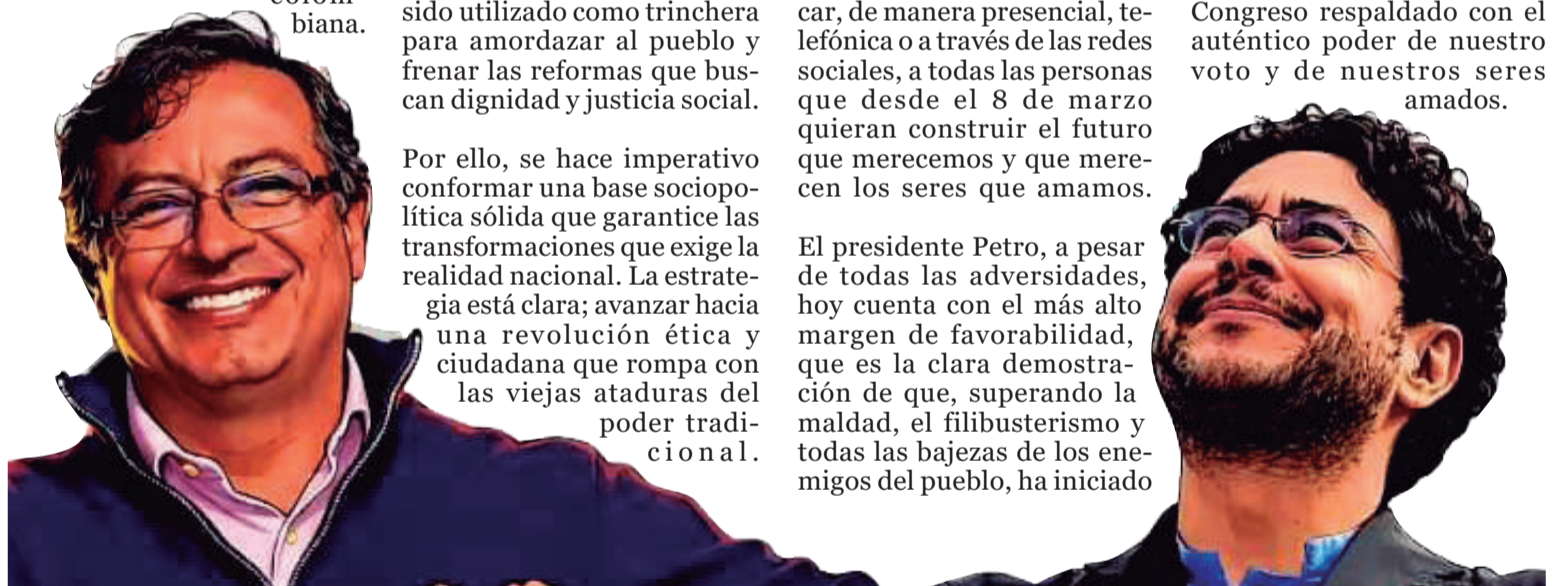 biana.
sido utilizado como trinchera
para amordazar al pueblo y
frenar las reformas que bus-
can dignidad y justicia social.
Por ello, se hace imperativo
conformar una base sociopo-
lítica sólida que garantice las
transformaciones que exige la
realidad nacional. La estrate-
gia está clara; avanzar hacia
una revolución ética y
ciudadana que rompa con
las viejas ataduras del
poder tradi-
cional.
car, de manera presencial, te-
lefónica o a través de las redes
sociales, a todas las personas
que desde el 8 de marzo
quieran construir el futuro
que merecemos y que mere-
cen los seres que amamos.
El presidente Petro, a pesar
de todas las adversidades,
hoy cuenta con el más alto
margen de favorabilidad,
que es la clara demostra-
ción de que, superando la
maldad, el filibusterismo y
todas las bajezas de los ene-
migos del pueblo, ha iniciado
Congreso respaldado con el
auténtico poder de nuestro
voto y de nuestros seres
amados.